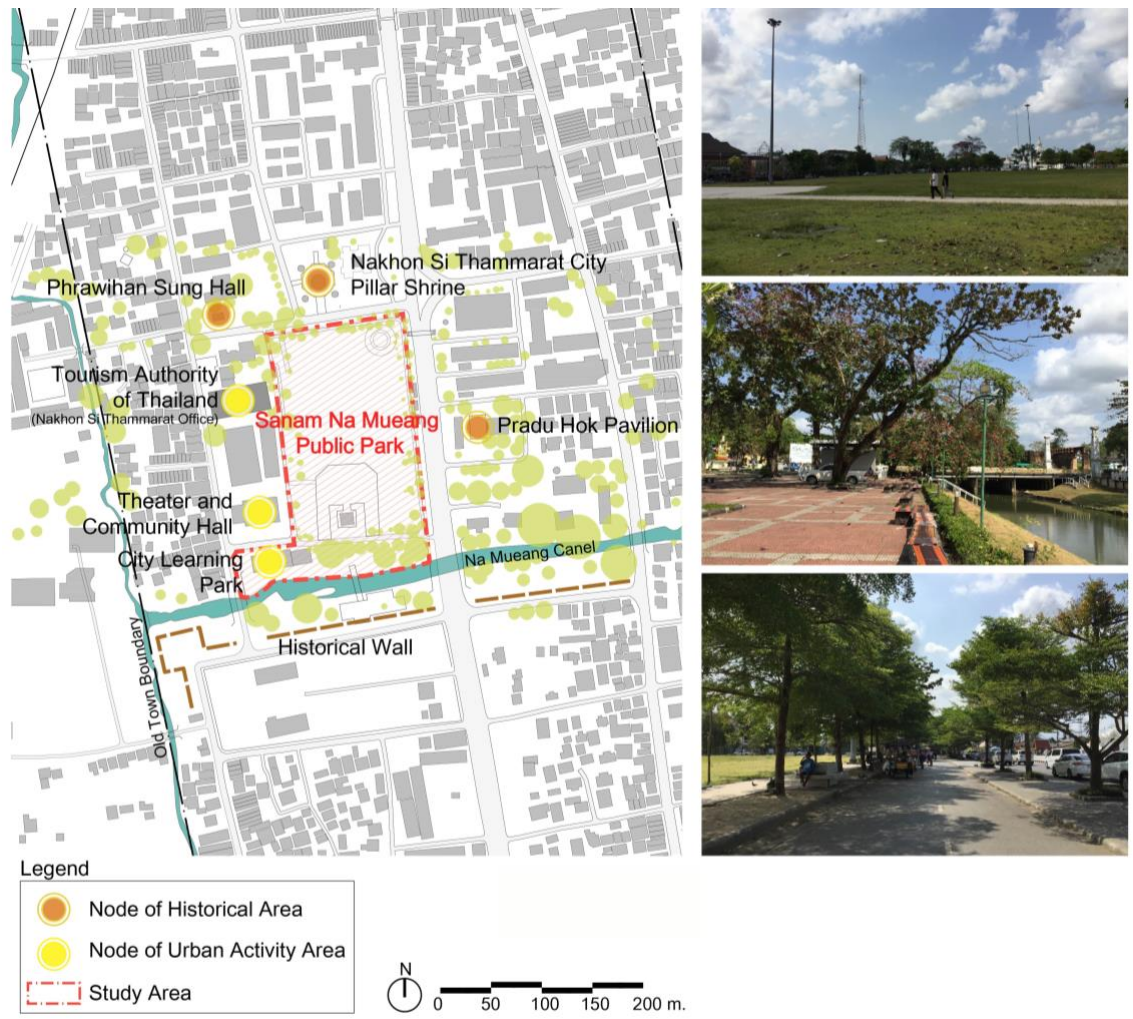 Nakhon Si Thammarat City
Pillar Shrine
Phrawihan Sung Hall
Tourism Authority
of Thailand
(Nakhon Si Thammarat Office)
Sanam Na Mueang
Public Park
Pradu Hok Pavilion
Theater and
Community Hall
City Learning
Park
Na Mueang Canel
Historical Wall
Old Town Boundary
Legend
Node of Historical Area
Node of Urban Activity Area
Study Area
N
0 50 100 150 200 m.